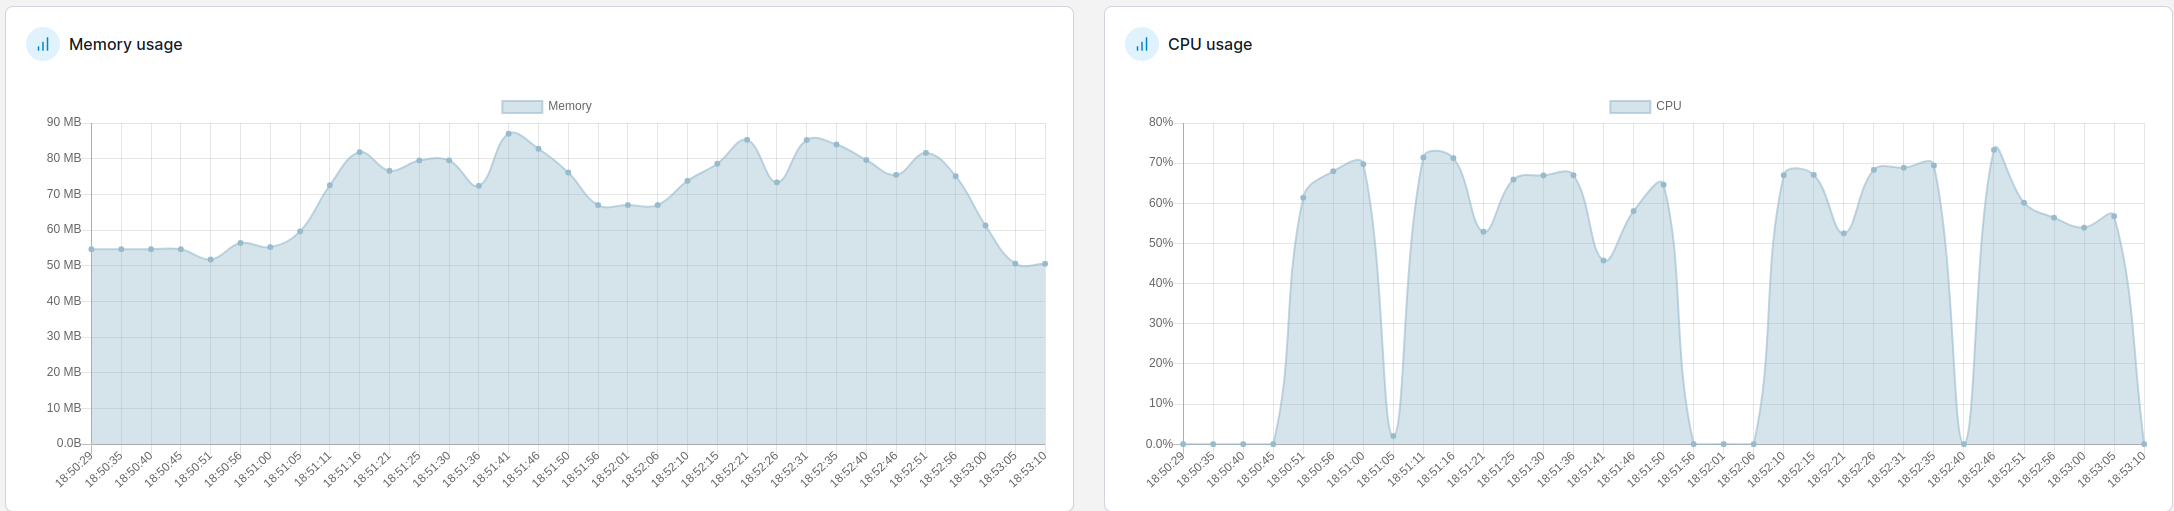 Memory usage
Memory
90 MB
80 MB
70 MB
60 MB
50 MB
40 MB
30 MB
20 MB
10 MB
0.0B
18:50:29 18:50:35 18:50:40 18:50:45 18:50:51 18:50:56 18:51:00 18:51:05 18:51:11 18:51:16 18:51:21 18:51:25 18:51:30 18:51:36 18:51:41 18:51:46 18:51:50 18:51:56 18:52:01 18:52:06 18:52:10 18:52:15 18:52:21 18:52:26 18:52:31 18:52:35 18:52:40 18:52:46 18:52:51 18:52:56 18:53:00 18:53:05 18:53:10
CPU usage
CPU
80%
70%
60%
50%
40%
30%
20%
10%
0.0%
18:50:29 18:50:35 18:50:40 18:50:45 18:50:51 18:50:56 18:51:00 18:51:05 18:51:11 18:51:16 18:51:21 18:51:25 18:51:30 18:51:36 18:51:41 18:51:46 18:51:50 18:51:56 18:52:01 18:52:06 18:52:10 18:52:15 18:52:21 18:52:26 18:52:31 18:52:35 18:52:40 18:52:46 18:52:51 18:52:56 18:53:00 18:53:05 18:53:10